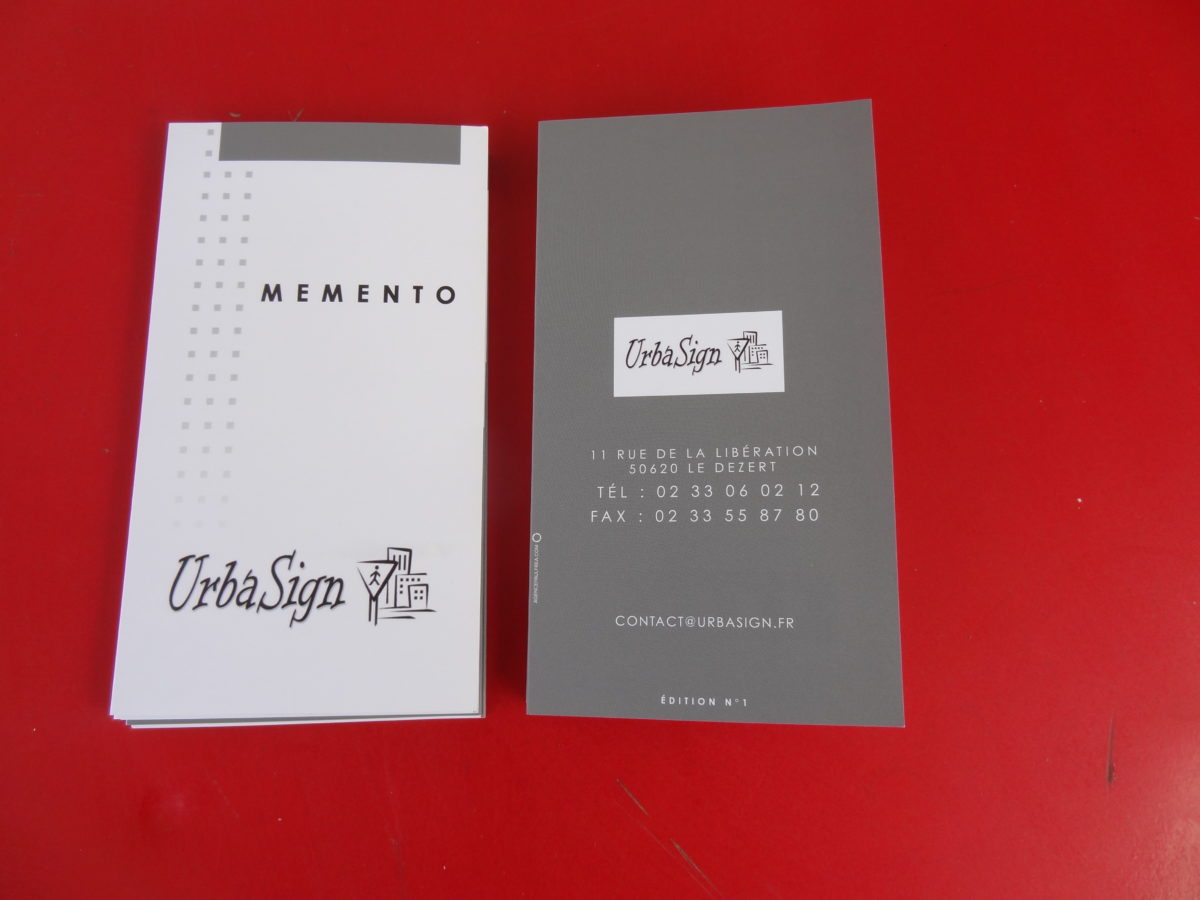 MEMENTO
UrbaSign
UrbaSign
11 RUE DE LA LIBÉRATION
50620 LE DEZERT
TÉL : 02 33 06 02 12
FAX : 02 33 55 87 80
CONTACT@URBASIGN.FR
ÉDITION N°1